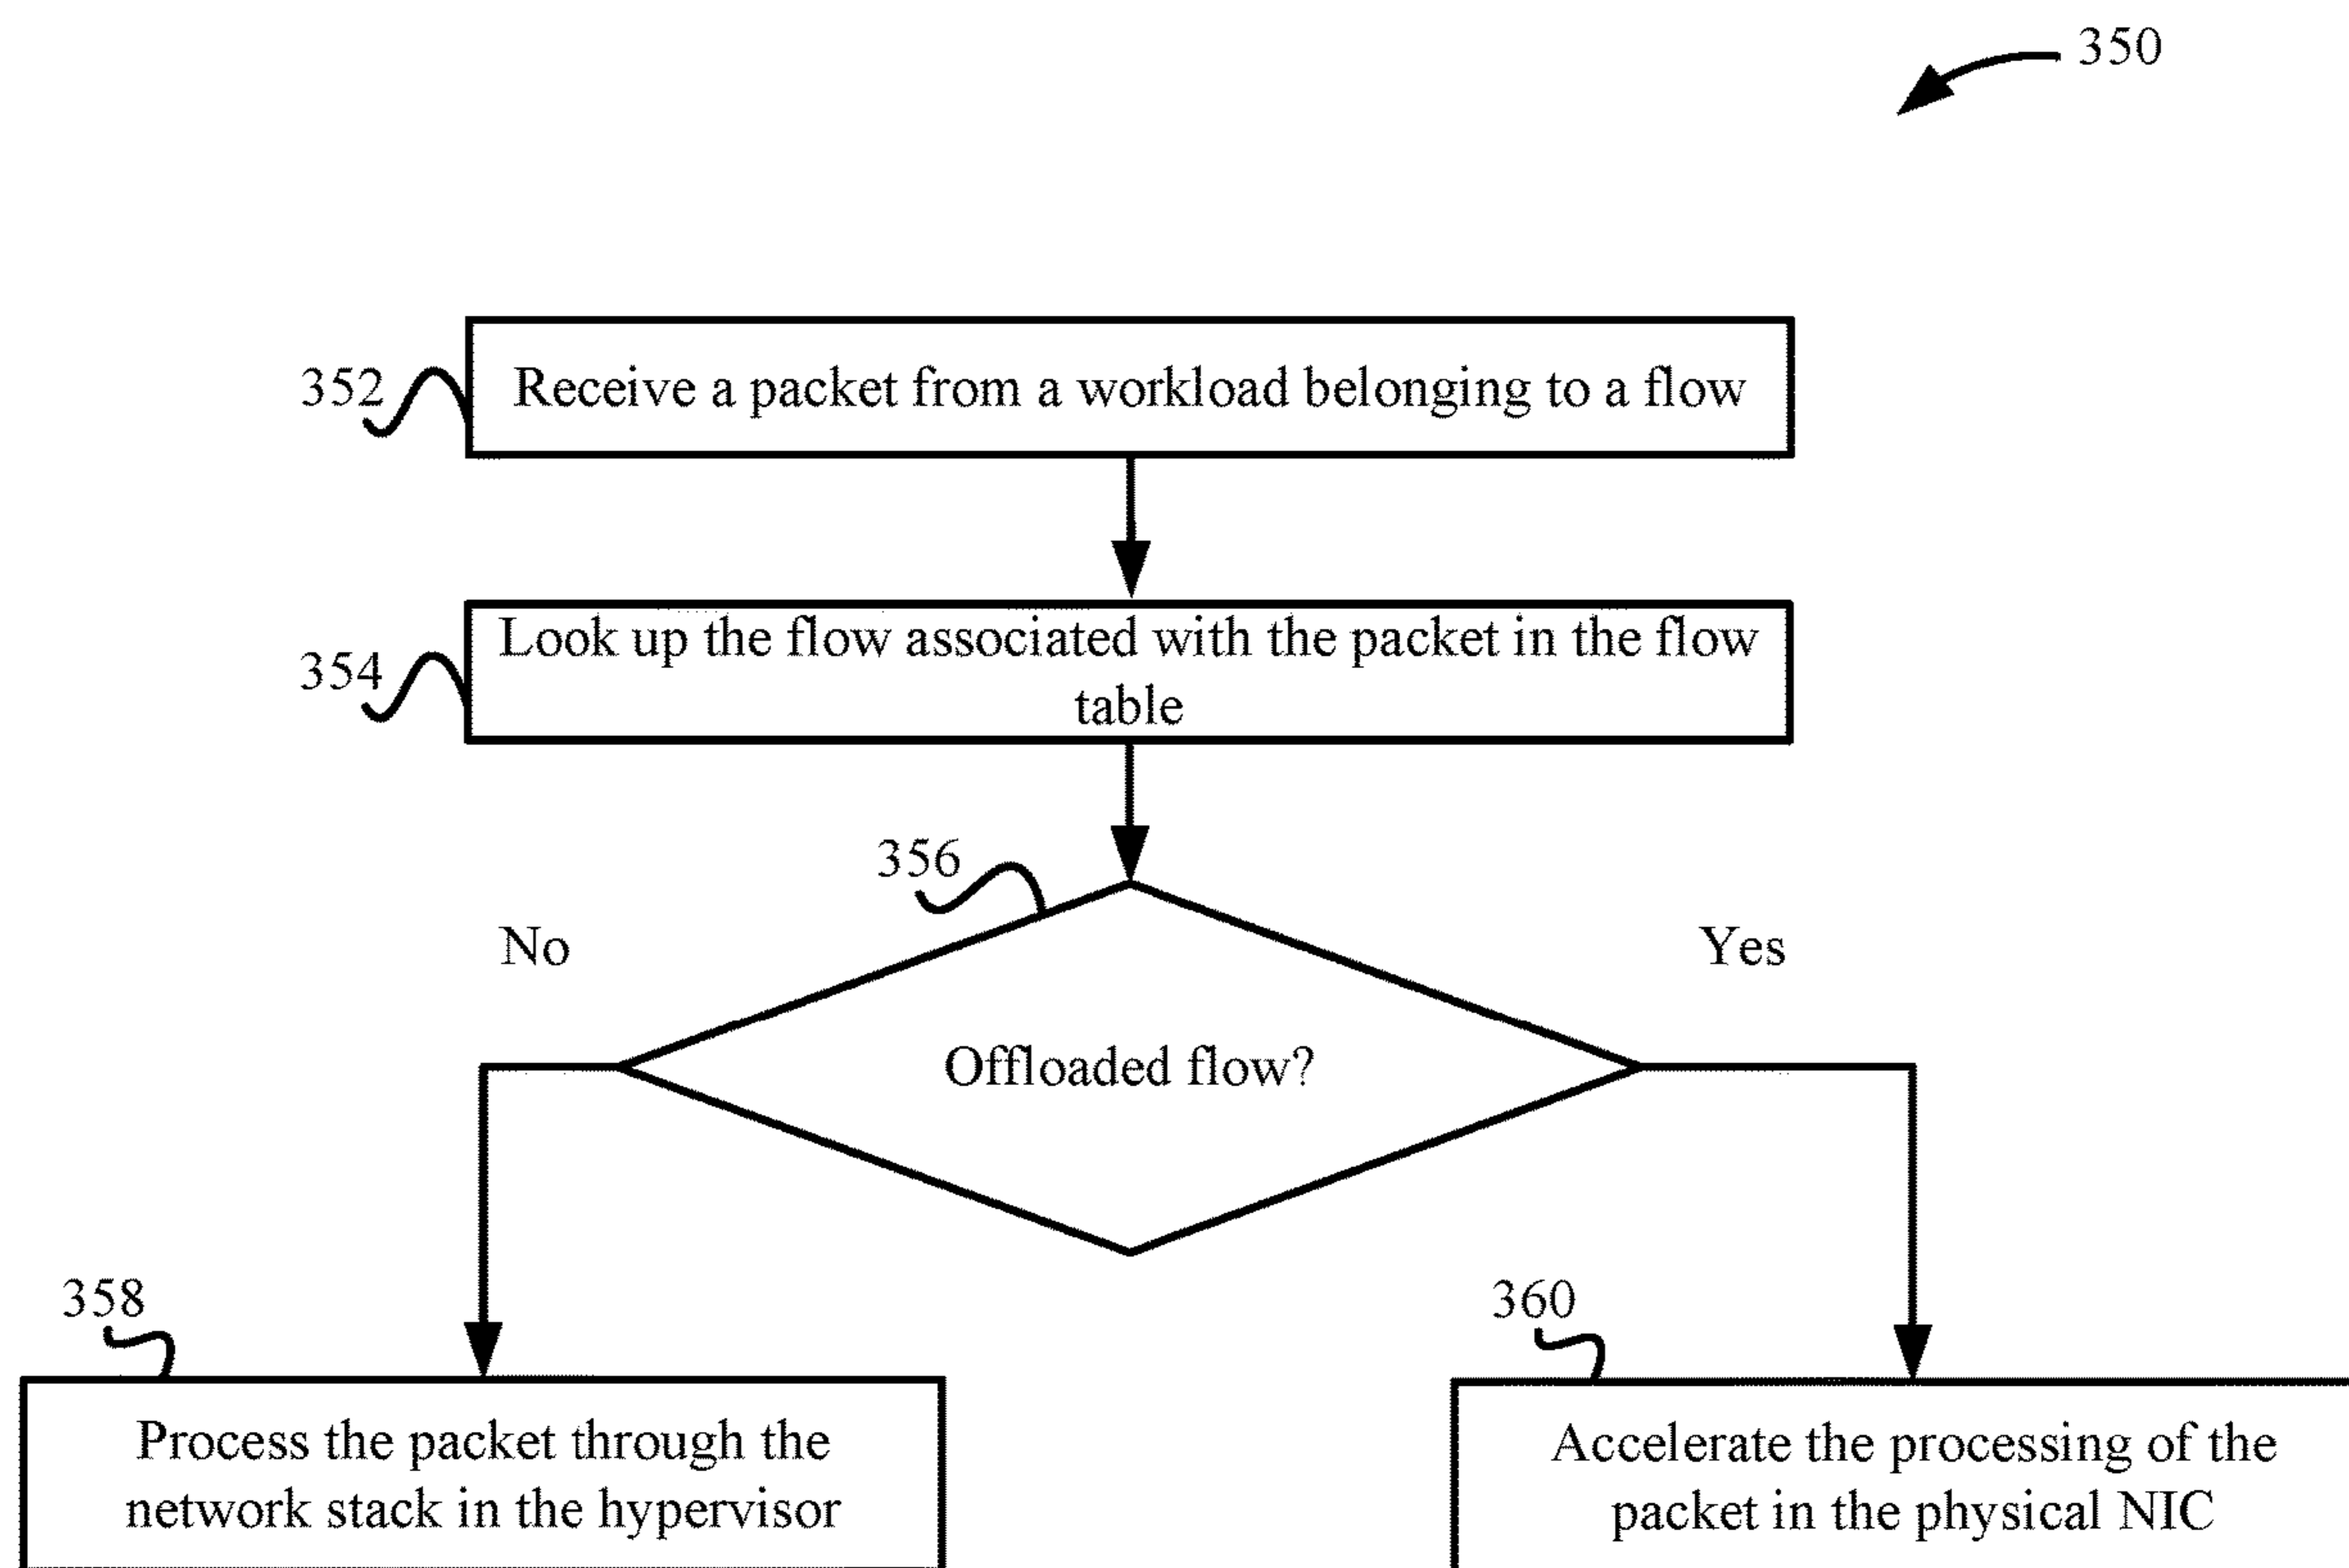 350
352
Receive a packet from a workload belonging to a flow
354
Look up the flow associated with the packet in the flow
table
356
No
Yes
Offloaded flow?
358
360
Process the packet through the
network stack in the hypervisor
Accelerate the processing of the
packet in the physical NIC